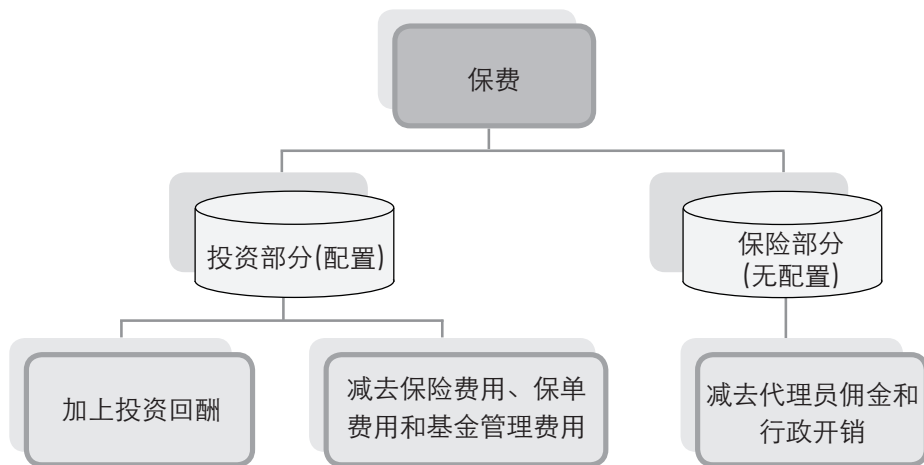 保费
投资部分(配置)
保险部分
(无配置)
加上投资回酬
减去保险费用、保单
费用和基金管理费用
减去代理员佣金和
行政开销